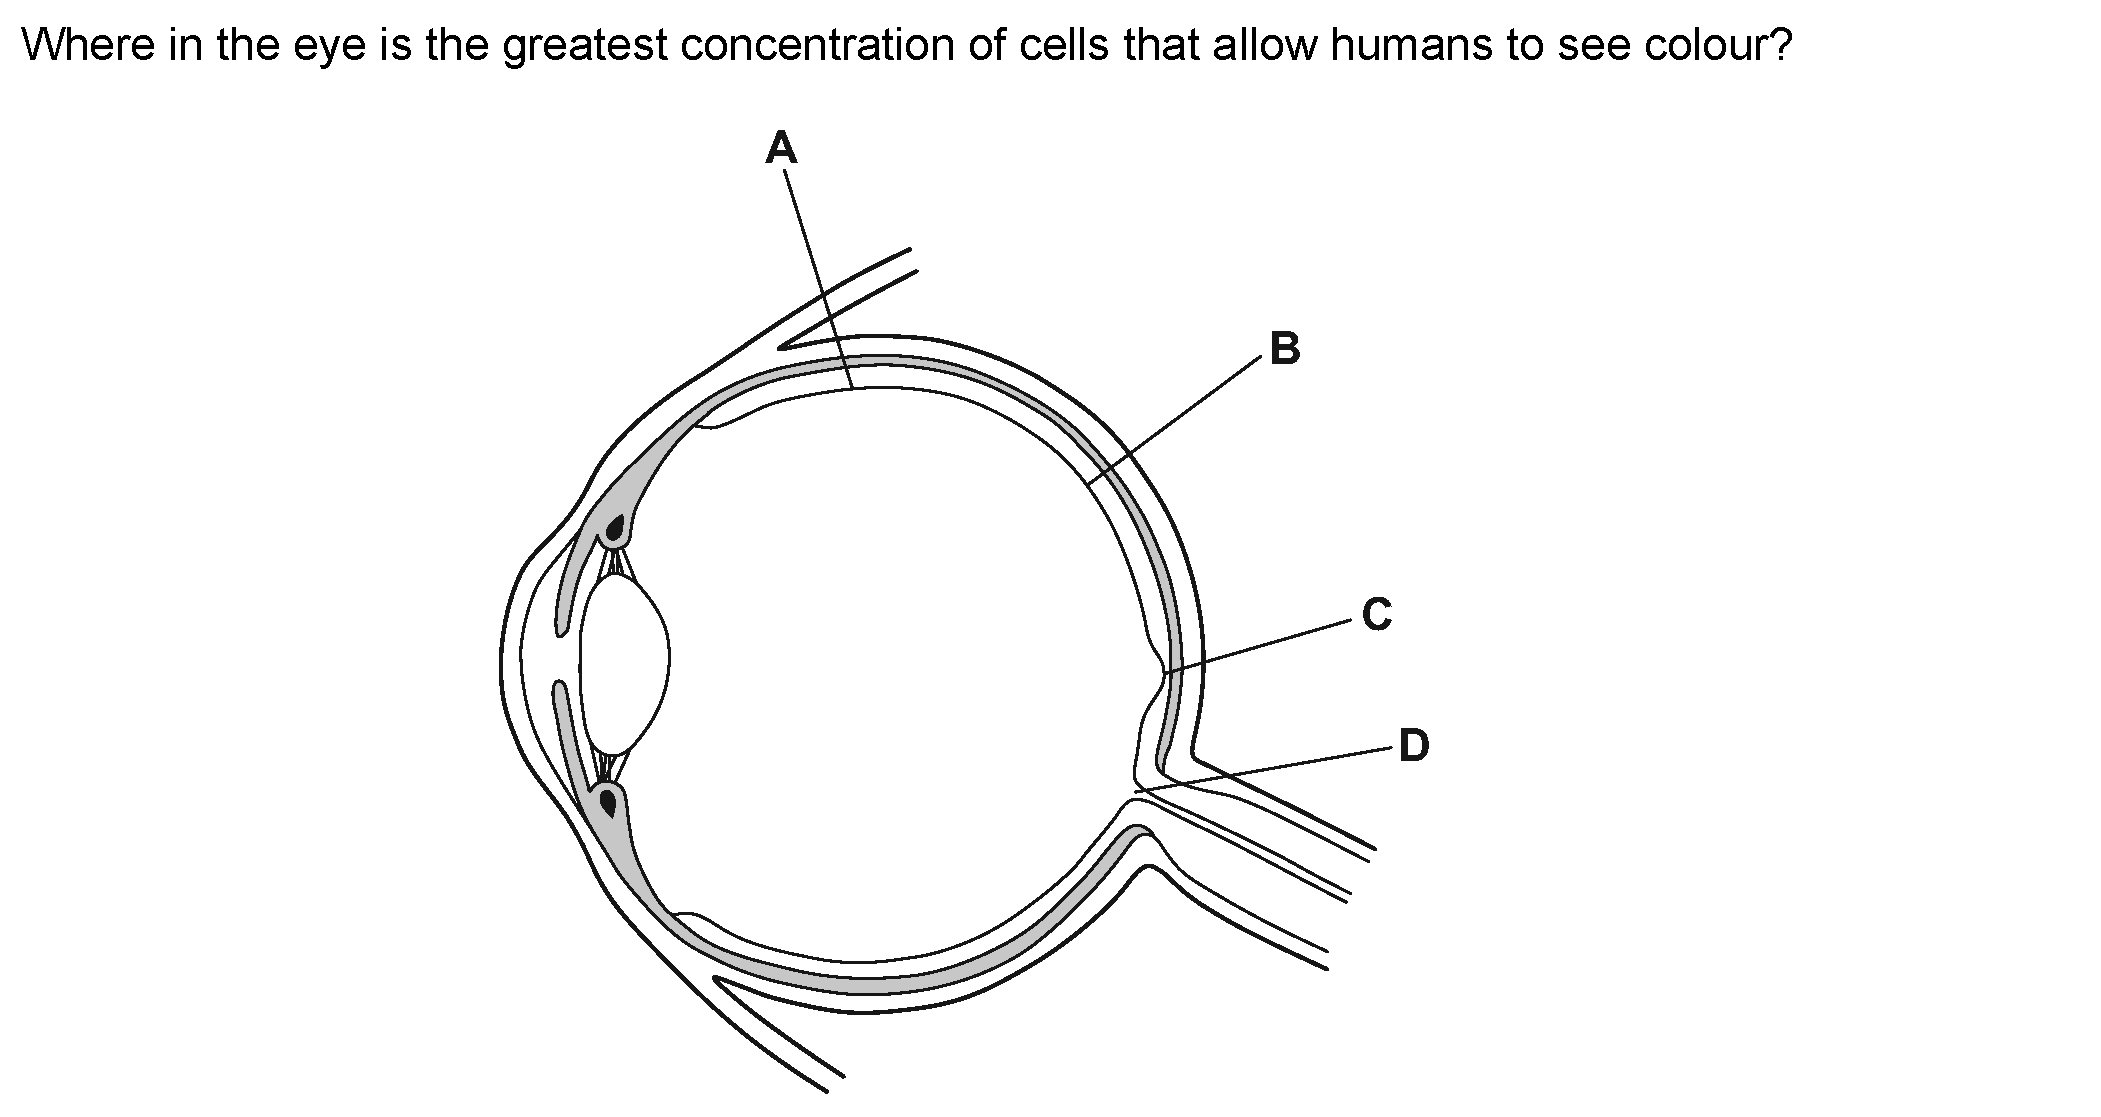 Where in the eye is the greatest concentration of cells that allow humans to see colour?
A
B
C
D